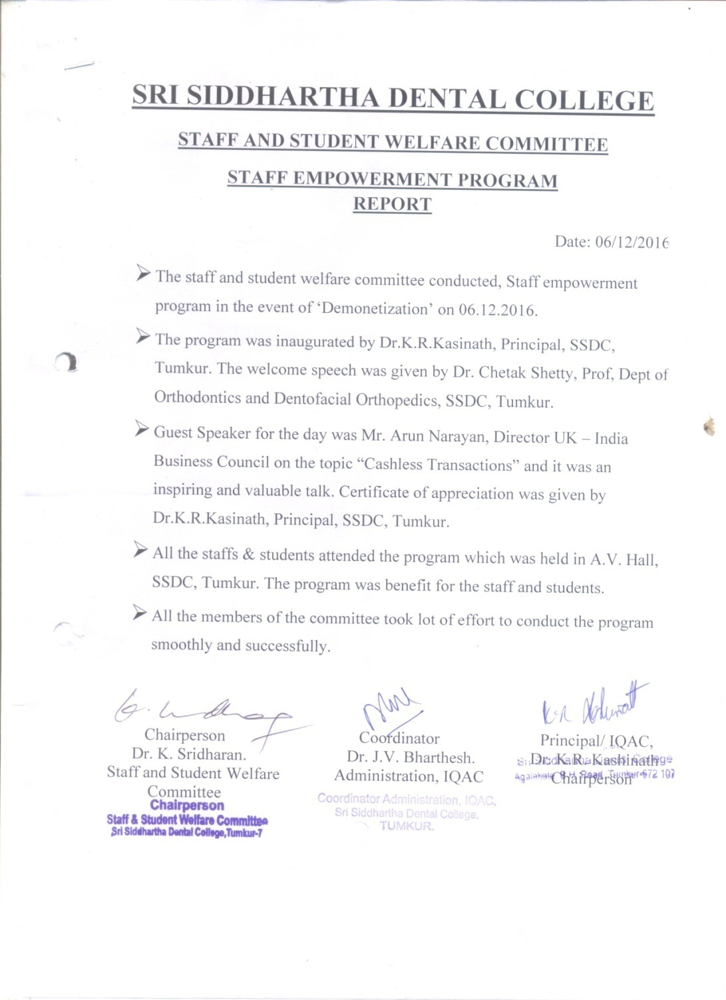 SRI SIDDHARTHA DENTAL COLLEGE
STAFF AND STUDENT WELFARE COMMITTEE
STAFF EMPOWERMENT PROGRAM
REPORT
Date: 06/12/2016
➢ The staff and student welfare committee conducted, Staff empowerment
program in the event of ‘Demonetization’ on 06.12.2016.
➢ The program was inaugurated by Dr.K.R.Kasinath, Principal, SSDC,
Tumkur. The welcome speech was given by Dr. Chetak Shetty, Prof, Dept of
Orthodontics and Dentofacial Orthopedics, SSDC, Tumkur.
➢ Guest Speaker for the day was Mr. Arun Narayan, Director UK – India
Business Council on the topic “Cashless Transactions” and it was an
inspiring and valuable talk. Certificate of appreciation was given by
Dr.K.R.Kasinath, Principal, SSDC, Tumkur.
➢ All the staffs & students attended the program which was held in A.V. Hall,
SSDC, Tumkur. The program was benefit for the staff and students.
➢ All the members of the committee took lot of effort to conduct the program
smoothly and successfully.
Chairperson
Dr. K. Sridharan.
Staff and Student Welfare
Committee
Chairperson
Staff & Student Welfare Committee
Sri Siddhartha Dental College,Tumkur-7
Coordinator
Dr. J.V. Bharthesh.
Administration, IQAC
Coordinator Administration, IQAC,
Sri Siddhartha Dental College,
TUMKUR.
Principal/ IQAC,
Dr. K.R. Kashinath
Chairperson
B.H. Road, Tumkur-572 107